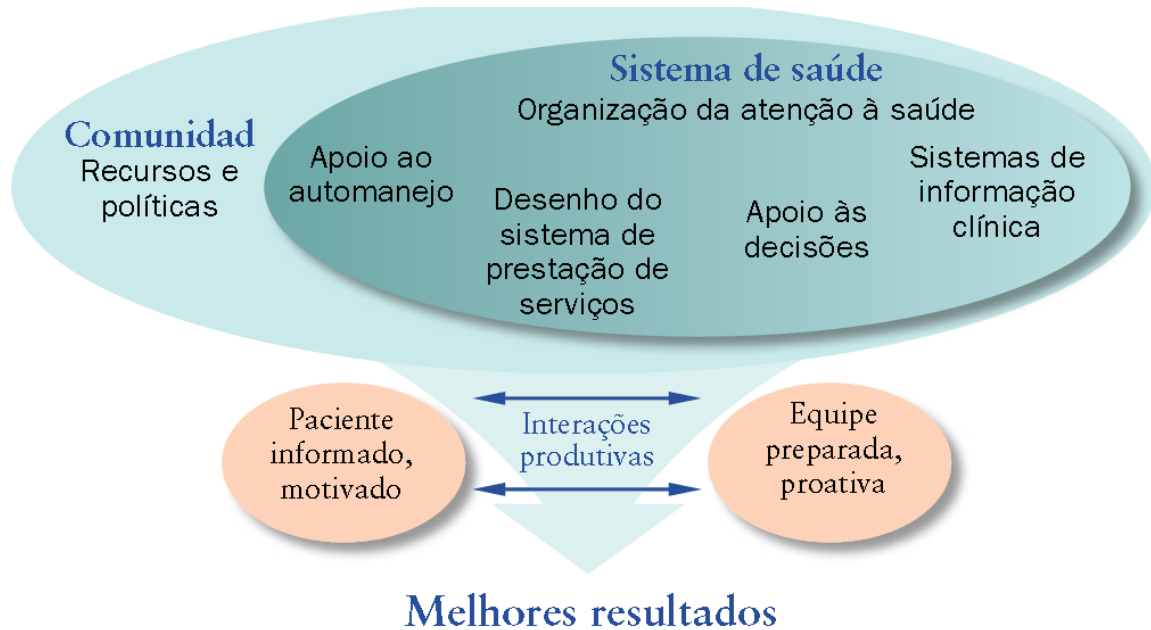 Sistema de saúde
Organização da atenção à saúde
Comunidad
Recursos e
políticas
Apoio ao
automanejo
Desenho do
sistema de
prestação de
serviços
Apoio às
decisões
Sistemas de
informação
clínica
Paciente
informado,
motivado
Interações
produtivas
Equipe
preparada,
proativa
Melhores resultados